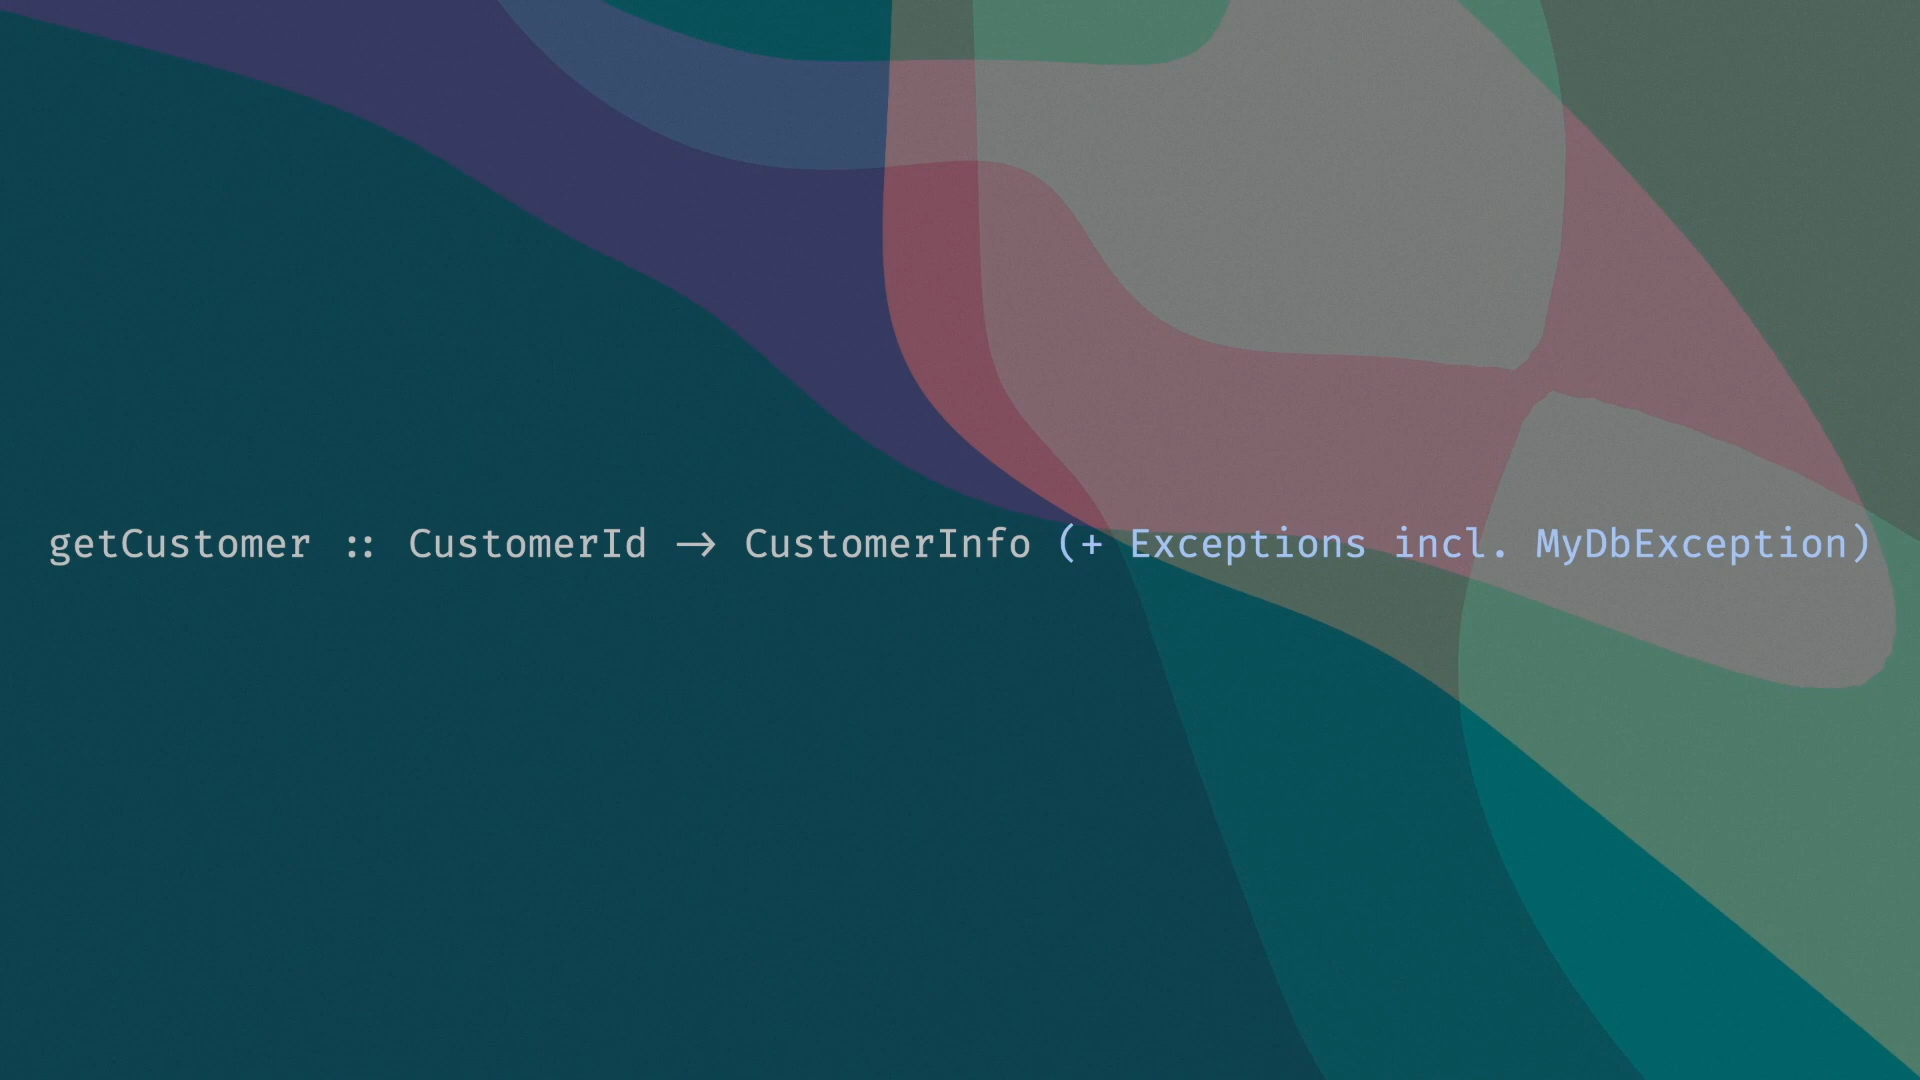 getCustomer :: CustomerId → CustomerInfo (+ Exceptions incl. MyDbException)